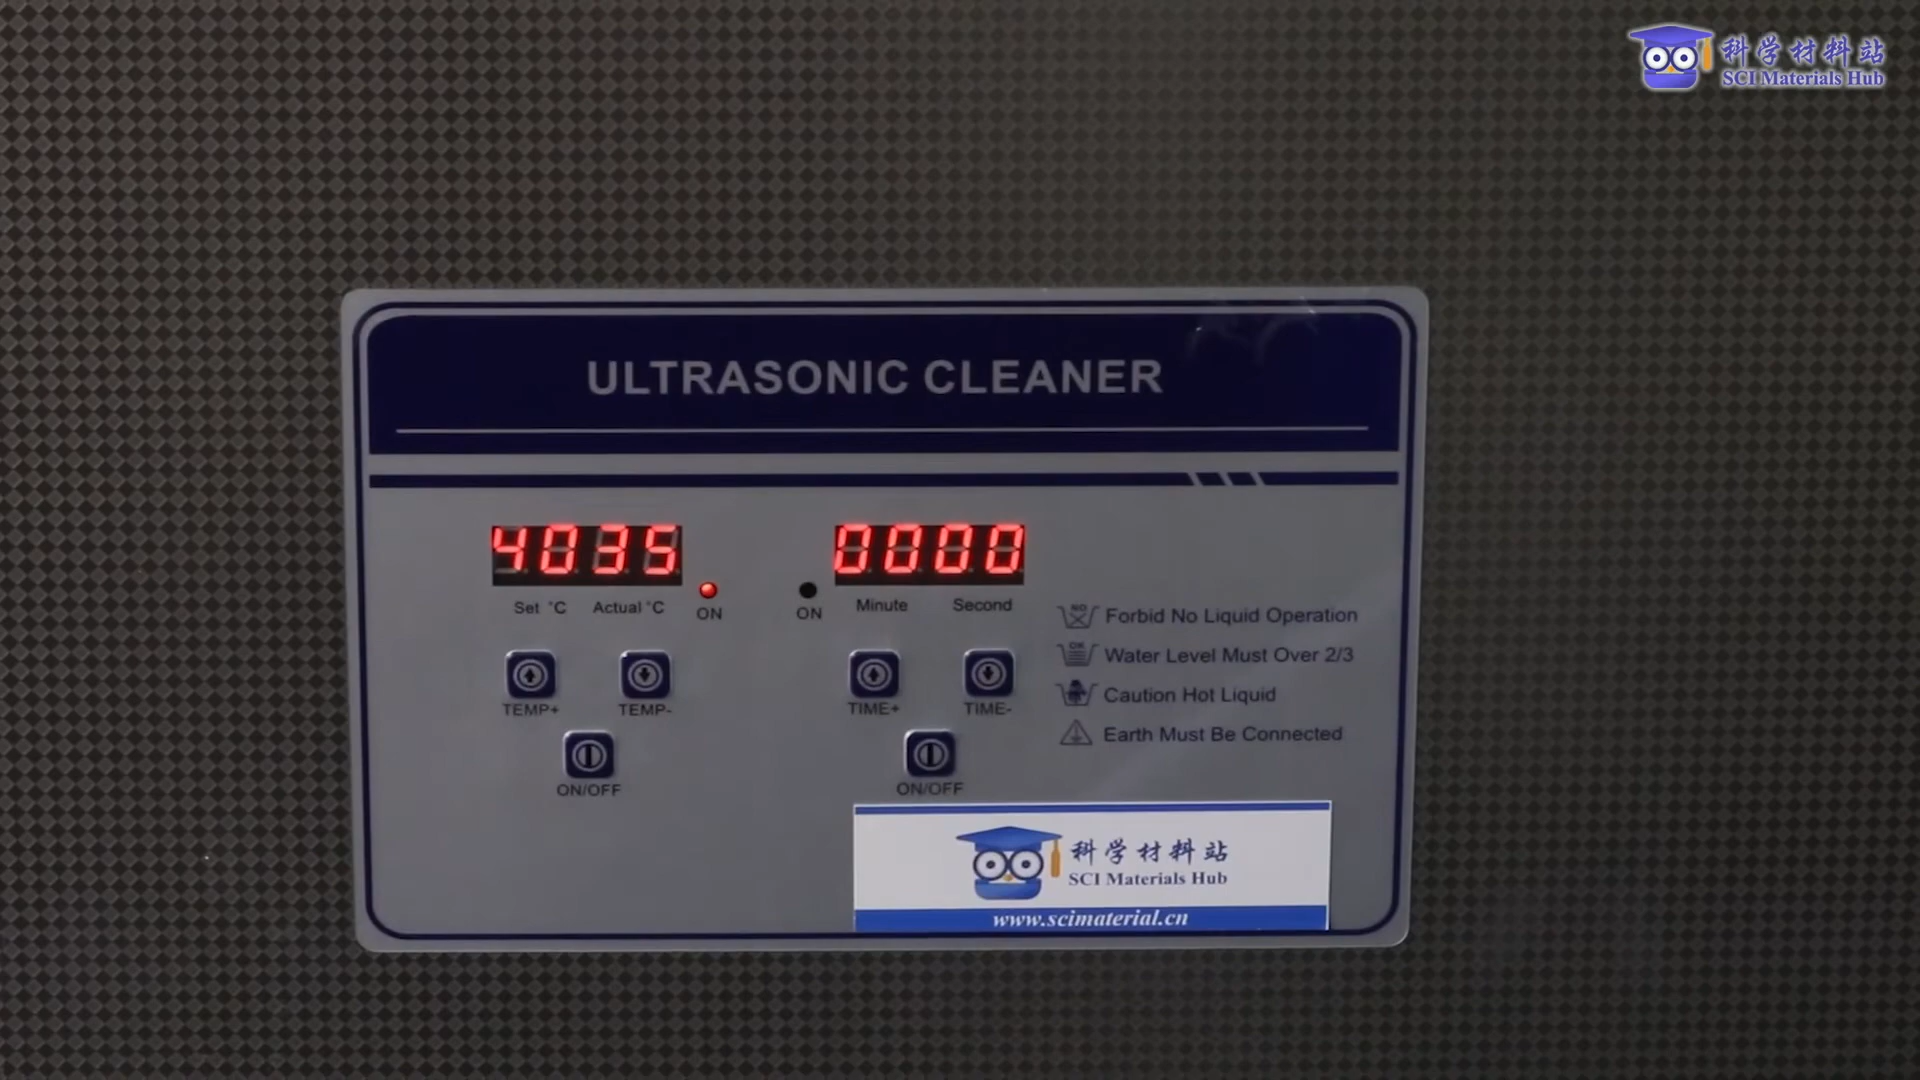 科学材料站
SCI Materials Hub
ULTRASONIC CLEANER
4035
0000
Set °C
Actual °C
ON
ON
Minute
Second
NO
Forbid No Liquid Operation
OK
Water Level Must Over 2/3
Caution Hot Liquid
Earth Must Be Connected
TEMP+
TEMP-
TIME+
TIME-
ON/OFF
ON/OFF
科学材料站
SCI Materials Hub
www.scimaterial.cn